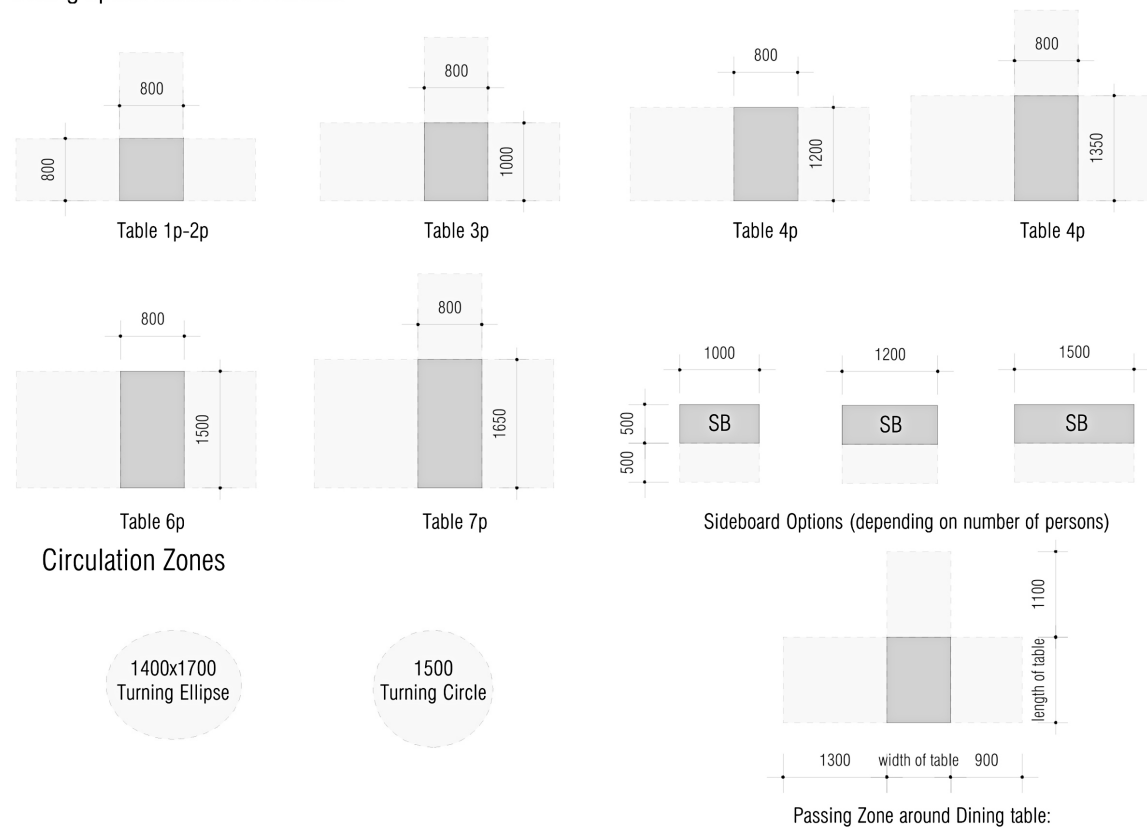 800
800
800
800
800
1000
1200
1350
Table 1p-2p
Table 3p
Table 4p
Table 4p
800
800
1500
1650
1000
1200
1500
500
500
SB
SB
SB
Table 6p
Table 7p
Sideboard Options (depending on number of persons)
Circulation Zones
1400x1700
Turning Ellipse
1500
Turning Circle
1100
length of table
1300
width of table
900
Passing Zone around Dining table: